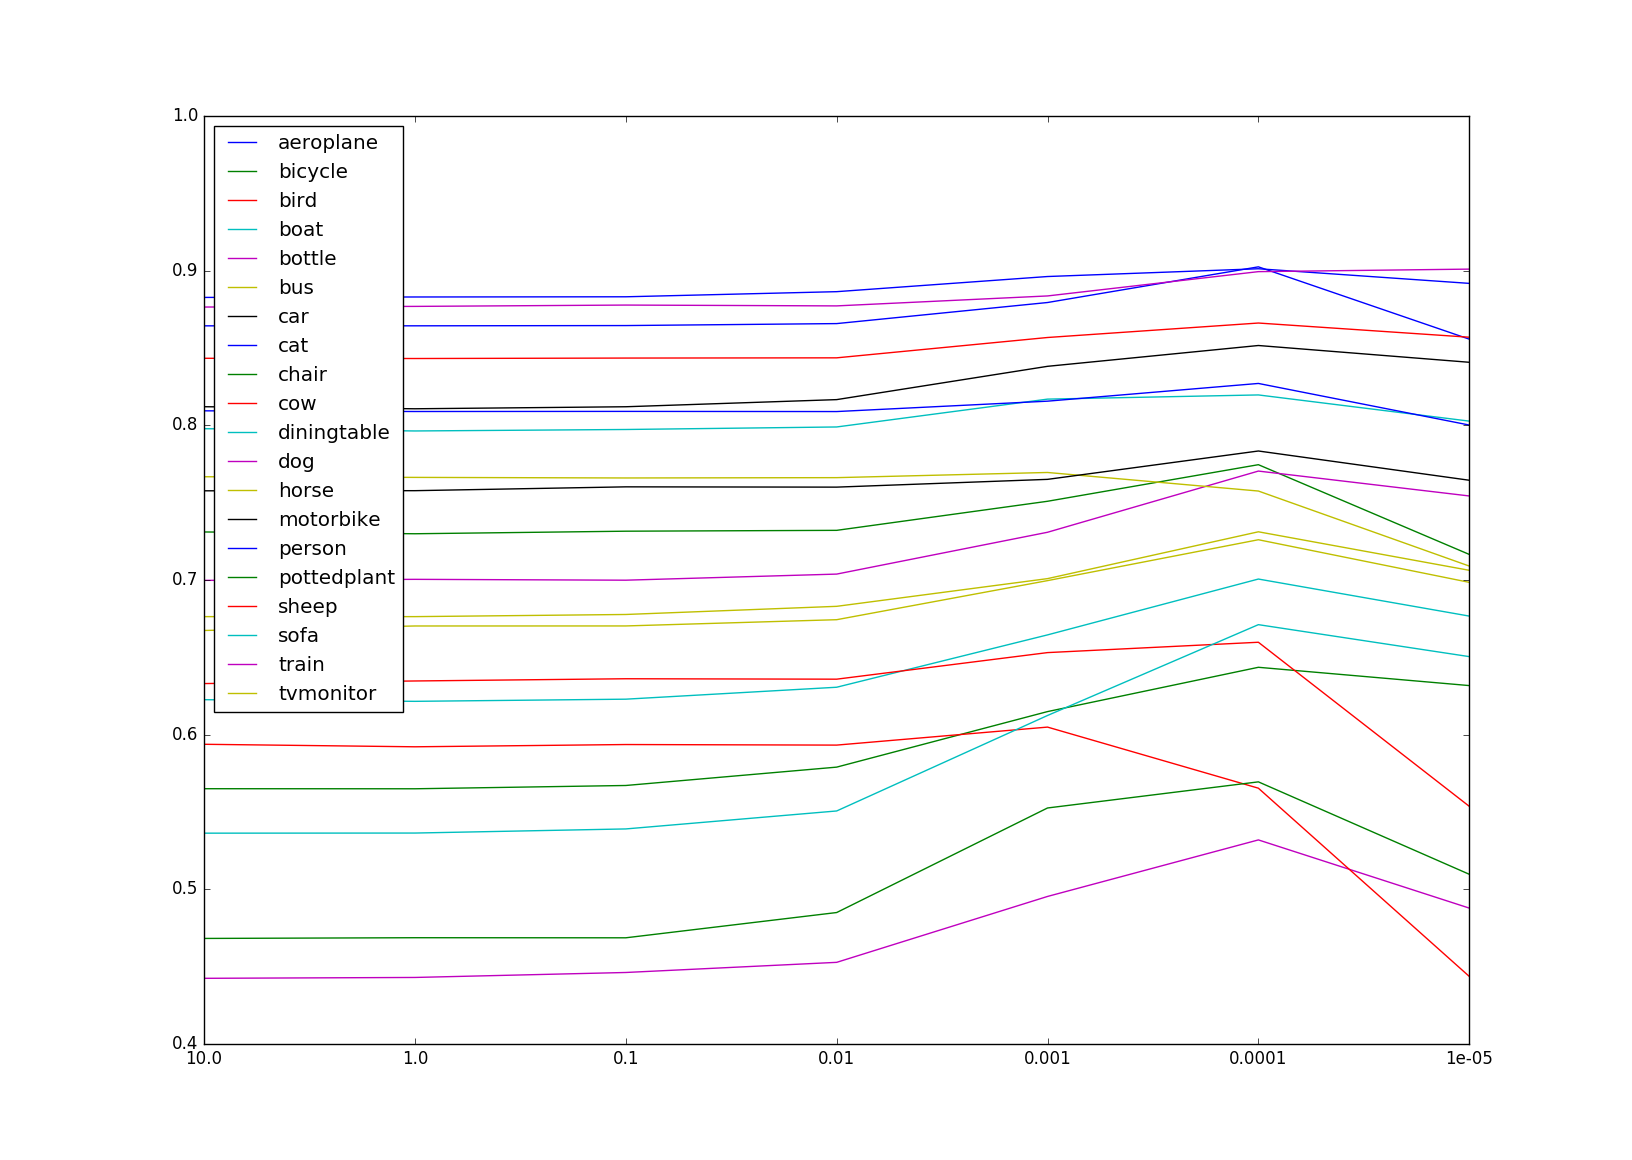 1.0
0.9
0.8
0.7
0.6
0.5
0.4
aeroplane
bicycle
bird
boat
bottle
bus
car
cat
chair
cow
diningtable
dog
horse
motorbike
person
pottedplant
sheep
sofa
train
tvmonitor
10.0 1.0 0.1 0.01 0.001 0.0001 1e-05